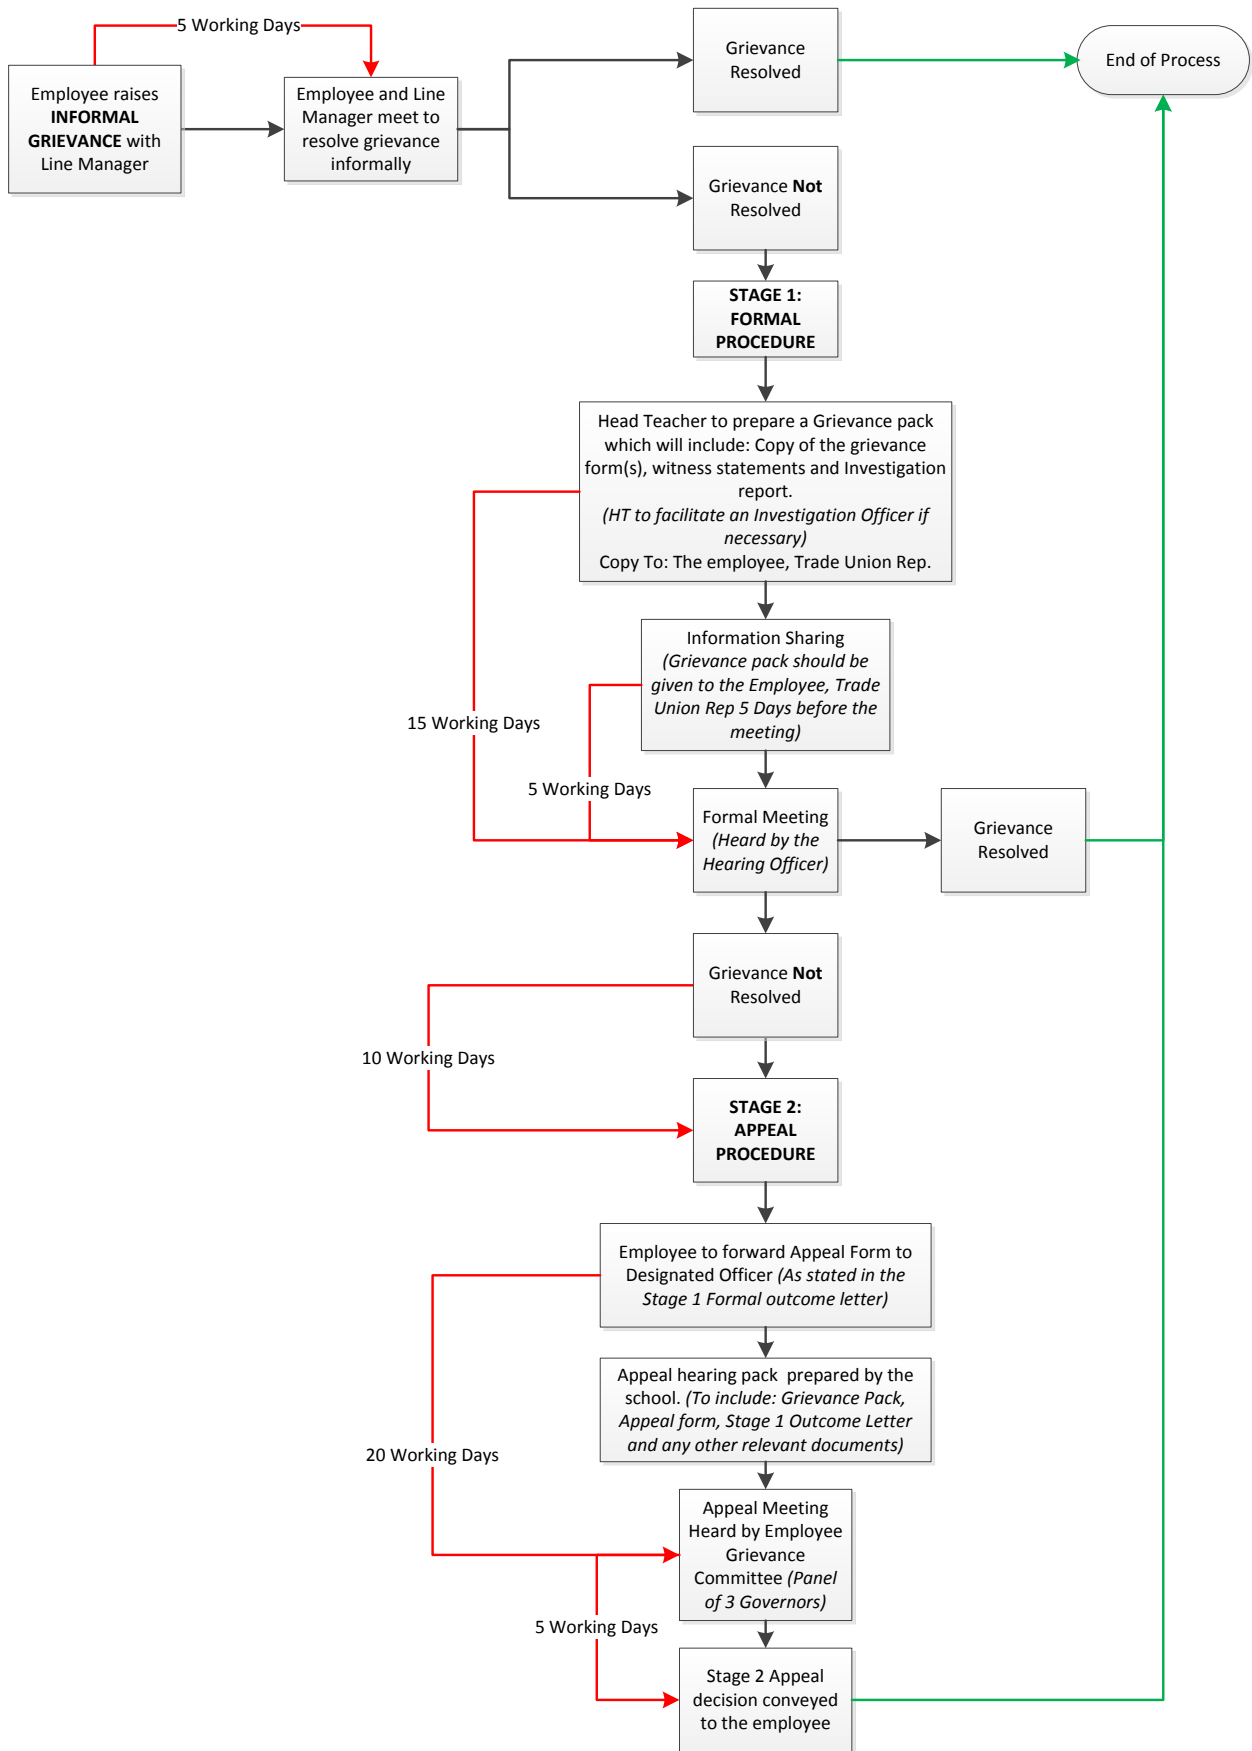 5 Working Days
Employee raises
INFORMAL
GRIEVANCE with
Line Manager
Employee and Line
Manager meet to
resolve grievance
informally
Grievance
Resolved
End of Process
Grievance Not
Resolved
STAGE 1:
FORMAL
PROCEDURE
Head Teacher to prepare a Grievance pack
which will include: Copy of the grievance
form(s), witness statements and Investigation
report.
(HT to facilitate an Investigation Officer if
necessary)
Copy To: The employee, Trade Union Rep.
Information Sharing
(Grievance pack should be
given to the Employee, Trade
Union Rep 5 Days before the
meeting)
15 Working Days
5 Working Days
Formal Meeting
(Heard by the
Hearing Officer)
Grievance
Resolved
Grievance Not
Resolved
10 Working Days
STAGE 2:
APPEAL
PROCEDURE
Employee to forward Appeal Form to
Designated Officer (As stated in the
Stage 1 Formal outcome letter)
Appeal hearing pack  prepared by the
school. (To include: Grievance Pack,
Appeal form, Stage 1 Outcome Letter
and any other relevant documents)
20 Working Days
Appeal Meeting
Heard by Employee
Grievance
Committee (Panel
of 3 Governors)
5 Working Days
Stage 2 Appeal
decision conveyed
to the employee